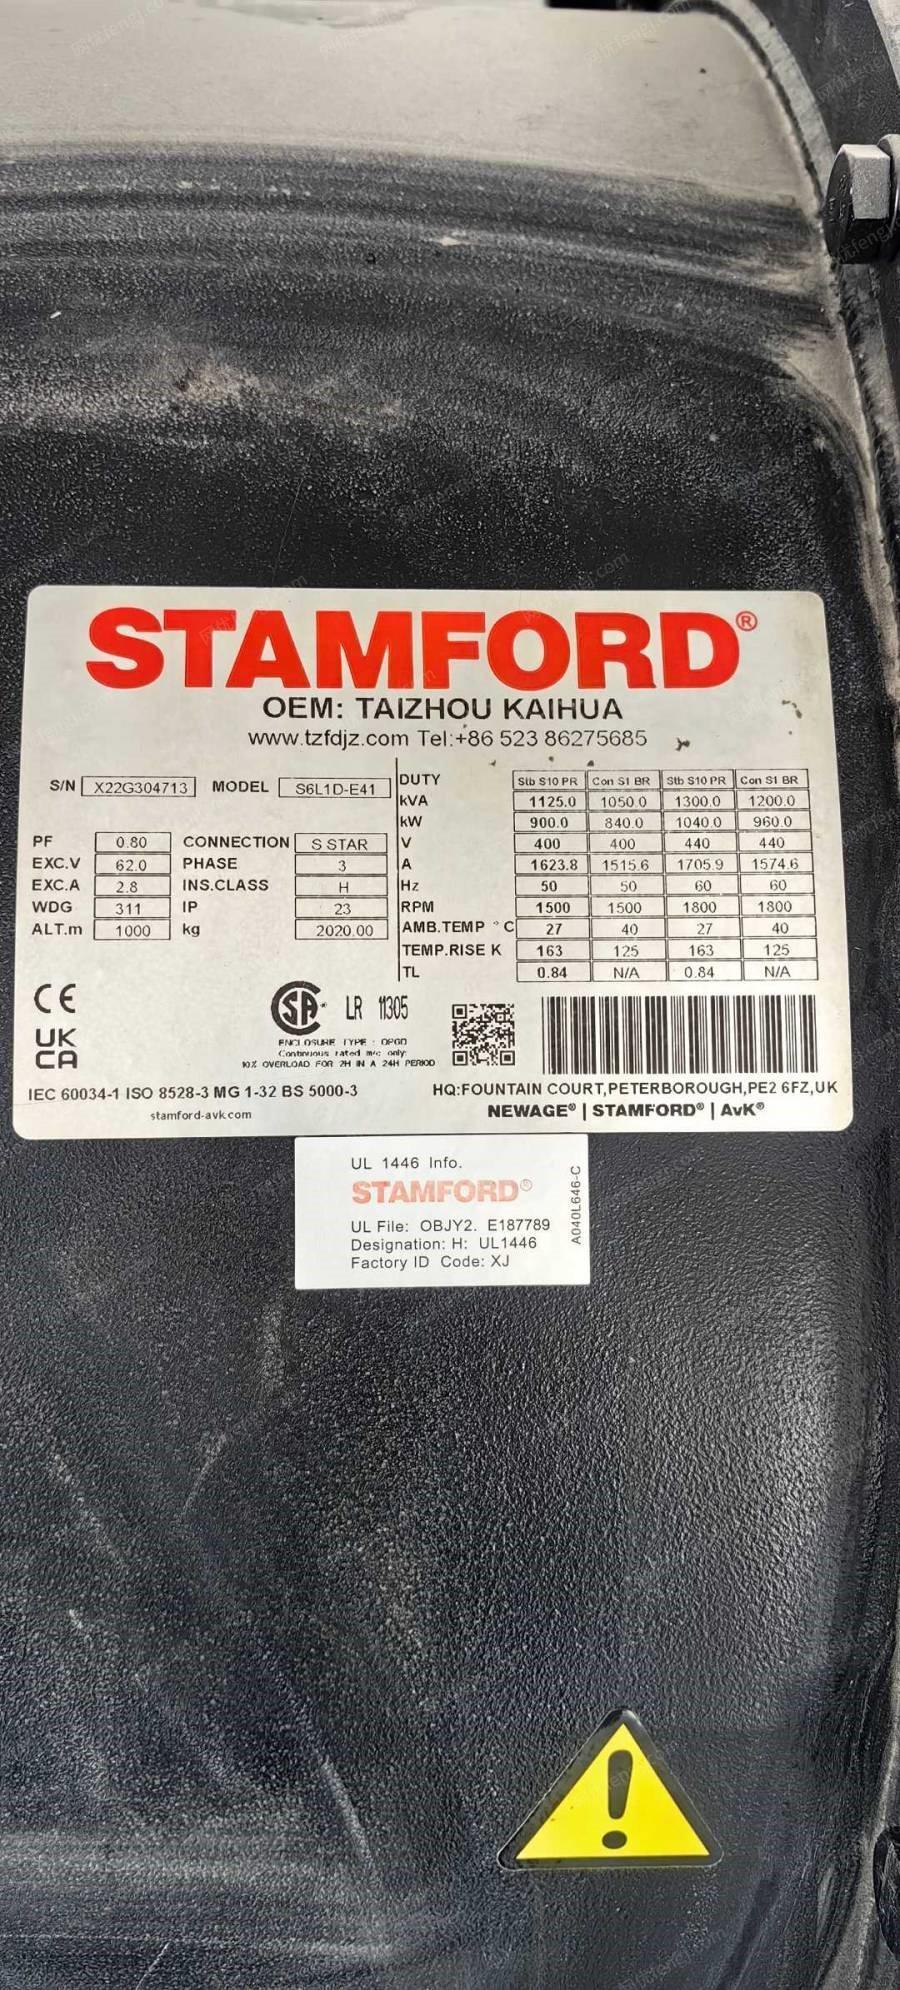 STAMFORD®
OEM: TAIZHOU KAIHUA
www.tzfdjz.com Tel:+86 523 86275685
S/N X22G304713 MODEL S6L1D-E41
PF 0.80 CONNECTION S STAR
EXC.V 62.0 PHASE 3
EXC.A 2.8 INS.CLASS H
WDG 311 IP 23
ALT.m 1000 kg 2020.00
DUTY Stb S10 PR Con S1 BR Stb S10 PR Con S1 BR
kVA 1125.0 1050.0 1300.0 1200.0
kW 900.0 840.0 1040.0 960.0
V 400 400 440 440
A 1623.8 1515.6 1705.9 1574.6
Hz 50 50 60 60
RPM 1500 1500 1800 1800
AMB.TEMP °C 27 40 27 40
TEMP.RISE K 163 125 163 125
TL 0.84 N/A 0.84 N/A
CE
UK
CA
SA LR 11305
ENCLOSURE TYPE : OPGD
Continuous rated m/c only
10% OVERLOAD FOR 2H IN A 24H PERIOD
IEC 60034-1 ISO 8528-3 MG 1-32 BS 5000-3
stamford-avk.com
HQ:FOUNTAIN COURT,PETERBOROUGH,PE2 6FZ,UK
NEWAGE® | STAMFORD® | AvK®
UL 1446 Info.
STAMFORD®
UL File: OBJY2. E187789
Designation: H: UL1446
Factory ID Code: XJ
A040L646-C